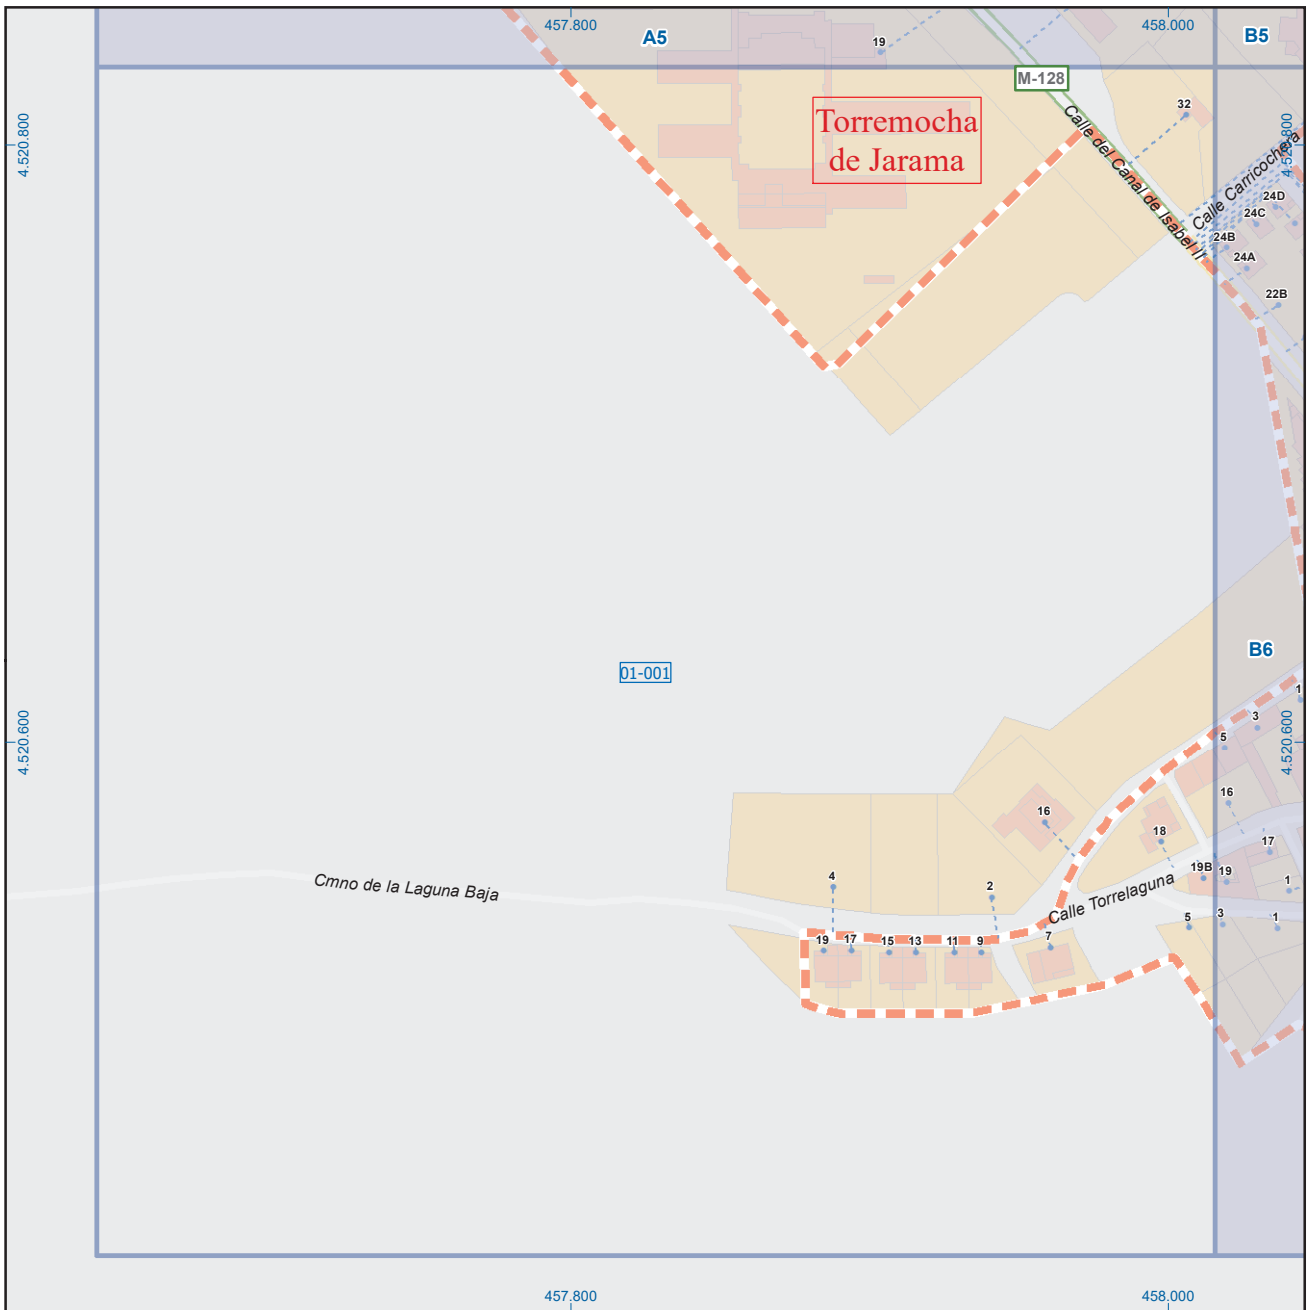 457.800
458.000
A5
B5
19
M-128
32
4.520.800
4.520.800
Torremocha
de Jarama
Calle del Canal de Isabel II
Calle Carricochera
24D
24C
24B
24A
22B
B6
01-001
1
3
5
4.520.600
4.520.600
16
16
18
17
19B
19
1
4
2
Cmno de la Laguna Baja
Calle Torrelaguna
5
3
1
19
17
15
13
11
9
7
457.800
458.000